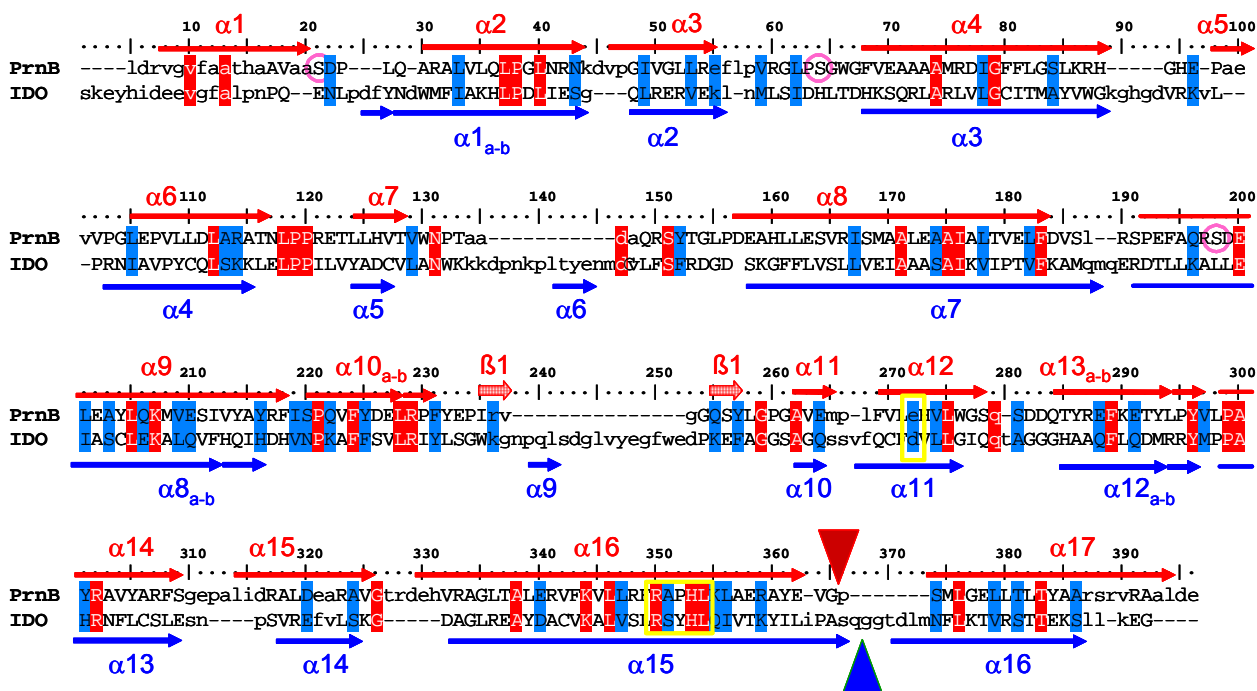 α1 α2 α3 α4 α5
10 20 30 40 50 60 70 80 90 100
PrnB ----ldrvgvfaathaAVaaSDP---LQ-ARALVLQLPGLNRNkdvpGIVGLLReflpVRGLPSGWGFVEAAAAMRDIGFFLGSLKRH-----GHE-Pae
IDO skeyhideevgfalpnPQ--ENLpdfYNdWMFIAKHLPDLIESg---QLRERVEkl-nMLSIDHLTDHKSQRLARLVLGCITMAYVWGkghgdVRKvL--
α1a-b α2 α3
α6 α7 α8
110 120 130 140 150 160 170 180 190 200
PrnB vVPGLEPVLLDLARATNLPPRETLLHVTVWNPTaa-----------daQRSYTGLPDEAHLLESVRISMAALEAAIALTVELFDVSl--RSPEFAQRSDE
IDO -PRNIAVPYCQLSKKLELPPILVYADCVLANWKkkdpnkpltyenmdvLFSFRDGD-SKGFFLVSLLVEIAAASAIKVIPTVFKAMqmqERDTLLKALLE
α4 α5 α6 α7
α9 α10a-b ß1 ß1 α11 α12 α13a-b
210 220 230 240 250 260 270 280 290 300
PrnB LEAYLQKMVESIVYAYRFISPQVFYDELRPFYEPIrv-----------------gGQSYLGPGAVEmp-lFVLeHVLWGSq-SDDQTYREFKETYLPYVLPA
IDO IASCLEKALQVFHQIHDHVNPKAFFSVLRIYLSGWkgnpqlsdglvyegfwedPKEFAGGSAGQssvfQCFdVLLGIQqtAGGGHAAQFLQDMRRYMPPA
α8a-b α9 α10 α11 α12a-b
α14 α15 α16 α17
310 320 330 340 350 360 370 380 390
PrnB YRAVYARFSgepalidRALDeaRAVGtrdehVRAGLTALERVFKVLLRFRAPHLKLAERAYE-VGp-------SMLGELLTLTYAArsrvRAalde
IDO HRNFLCSLEsn----pSVREfvLSKG------DAGLREAYDACVKALVSLRSYHLQIVTKYILiPASqggtdlmNFLKTVRSTTEKSll-kEG----
α13 α14 α15 α16